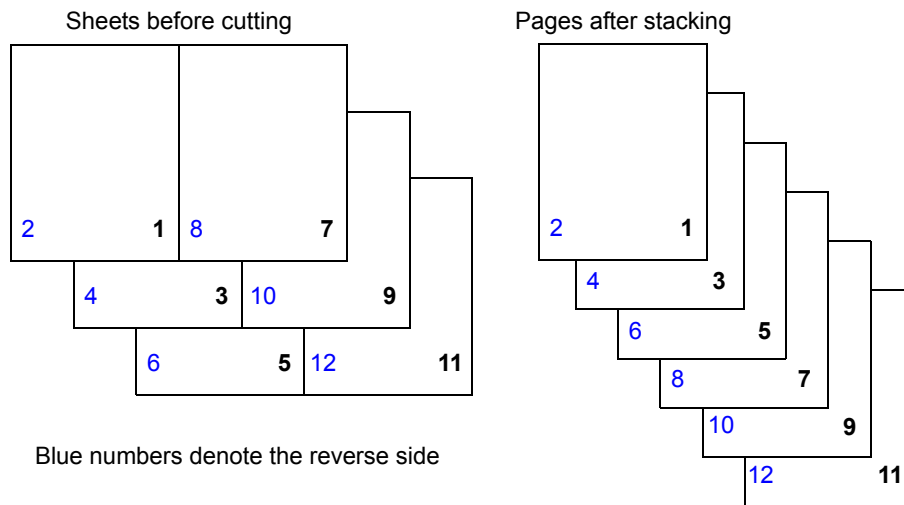 Sheets before cutting
2 1 8 7
4 3 10 9
6 5 12 11
Blue numbers denote the reverse side
Pages after stacking
2 1
4 3
6 5
8 7
10 9
12 11